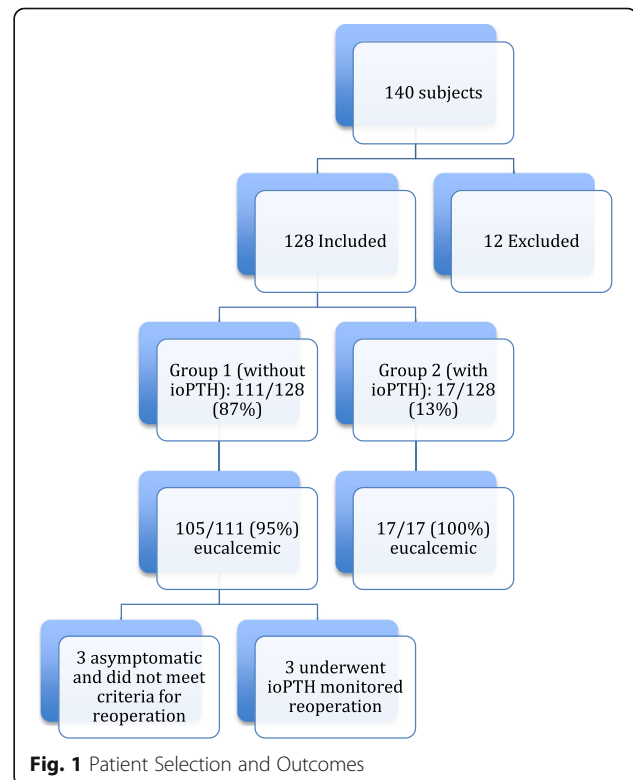 140 subjects
128 Included
12 Excluded
Group 1 (without
ioPTH): 111/128
(87%)
Group 2 (with
ioPTH): 17/128
(13%)
105/111 (95%)
eucalcemic
17/17 (100%)
eucalcemic
3 asymptomatic
and did not meet
criteria for
reoperation
3 underwent
ioPTH monitored
reoperation
Fig. 1 Patient Selection and Outcomes